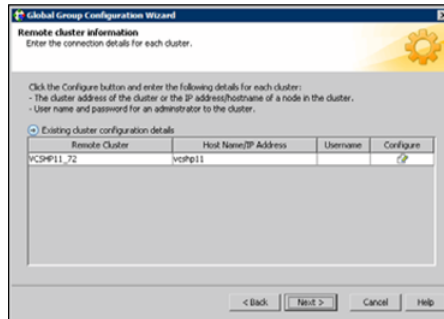 Global Group Configuration Wizard
Remote cluster information
Enter the connection details for each cluster.
Click the Configure button and enter the following details for each cluster:
- The cluster address of the cluster or the IP address/hostname of a node in the cluster.
- User name and password for an administrator to the cluster.
Existing cluster configuration details
Remote Cluster Host Name/IP Address Username Configure
VCSHP11_72 vcshp11
< Back Next > Cancel Help